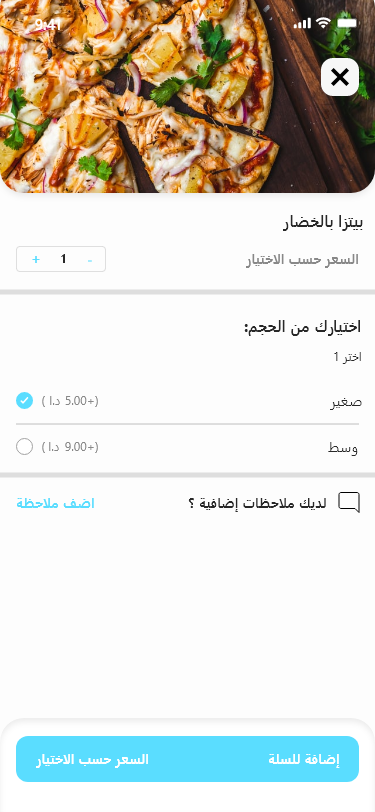 9:41
بيتزا بالخضار
السعر حسب الاختيار
- 1 +
اختيارك من الحجم:
اختر 1
صغير (+5.00 د.ا )
وسط (+9.00 د.ا )
لديك ملاحظات إضافية ؟ اضف ملاحظة
إضافة للسلة السعر حسب الاختيار